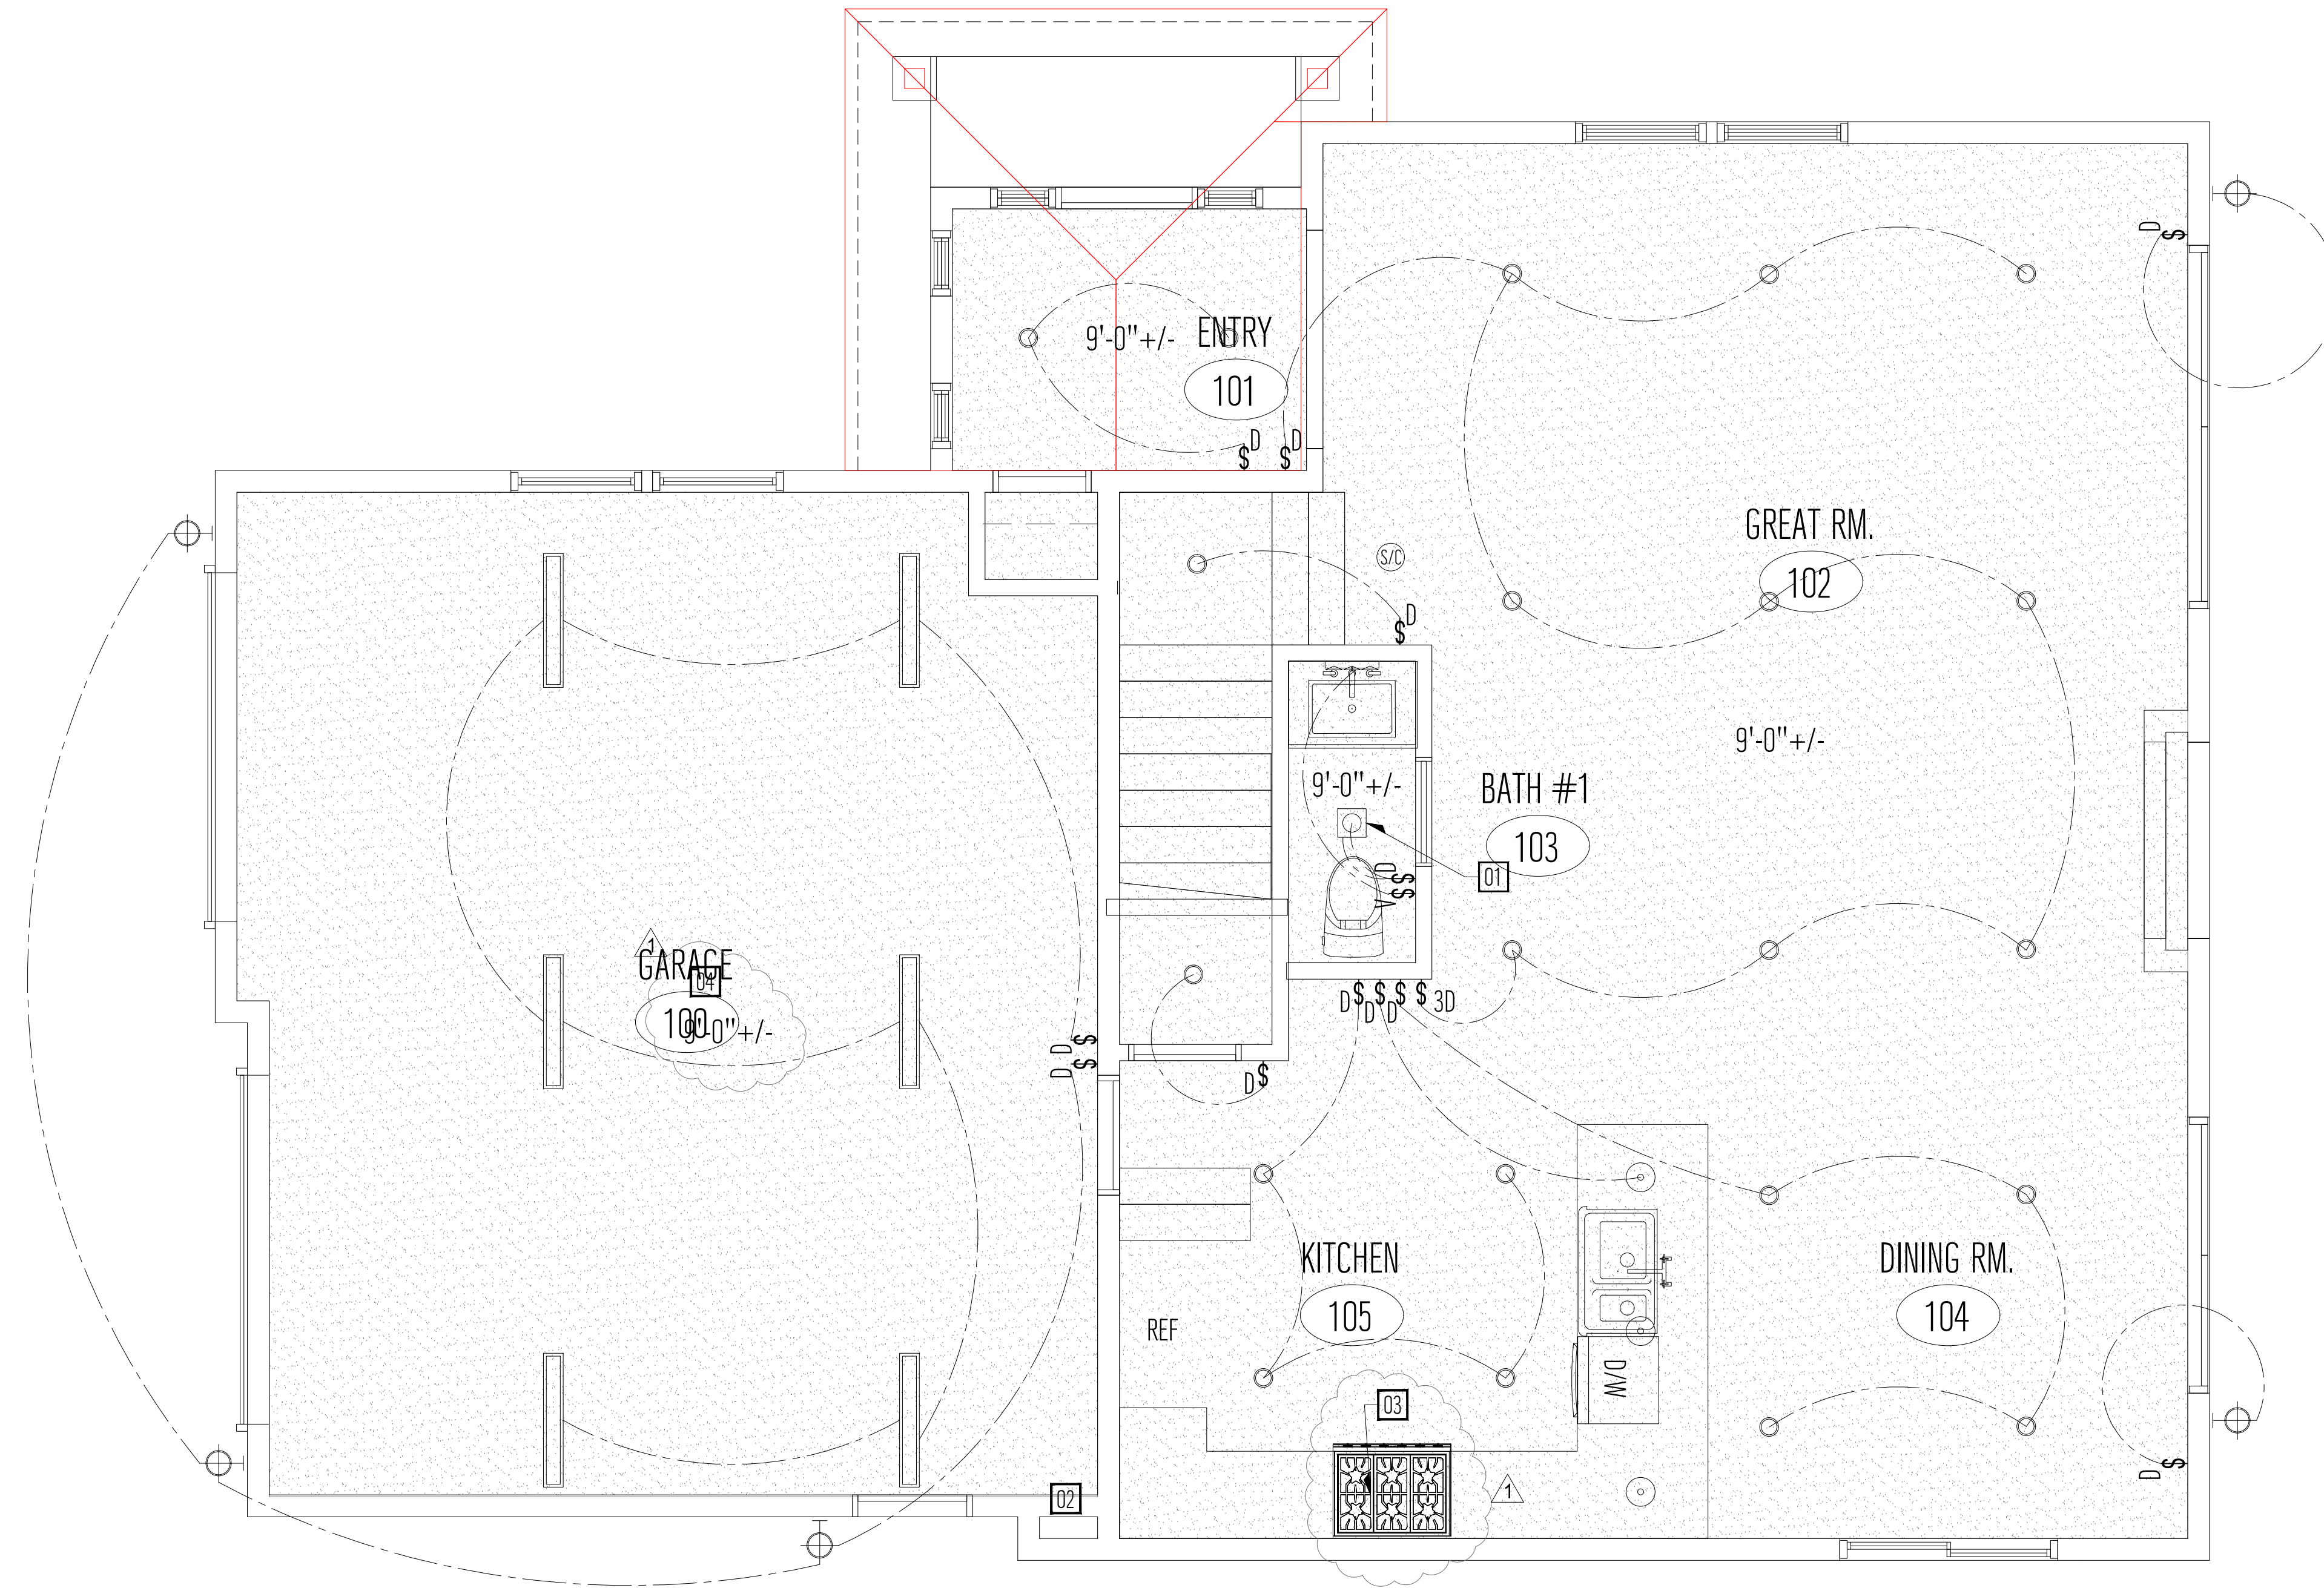 ENTRY
9'-0"+/-
101
D
$
D
$
D
$
GREAT RM.
102
S/C
D
$
9'-0"+/-
9'-0"+/-
BATH #1
103
01
D
$
$
V
1
GARAGE
04
100
9'-0"+/-
D $ D $ D $ $ 3D
D $
D $
D $
KITCHEN
105
DINING RM.
104
REF
D/W
03
1
02
D
$